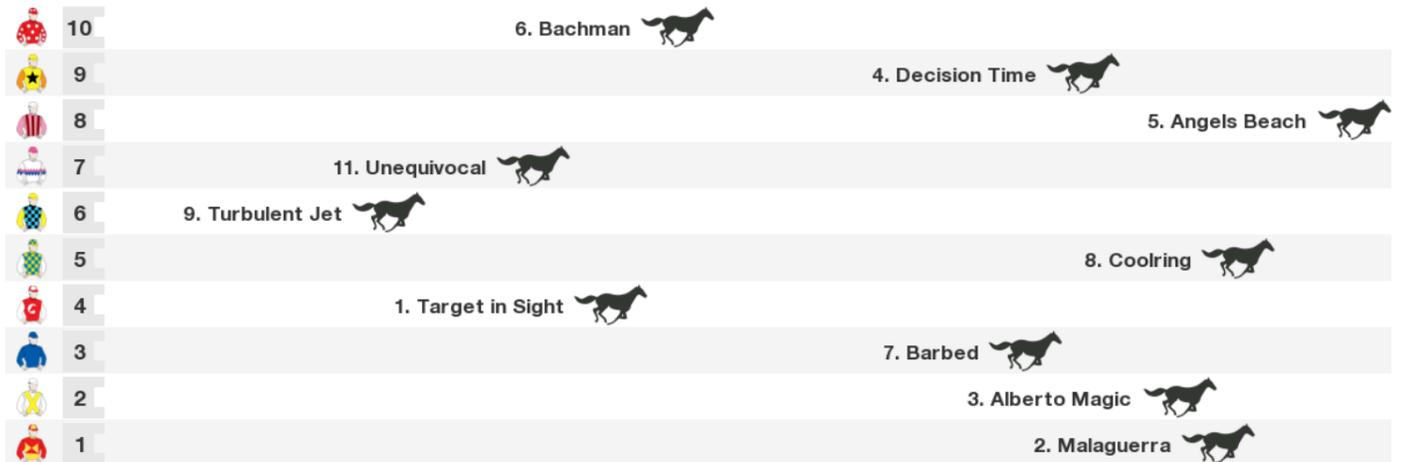 10 6. Bachman
9 4. Decision Time
8 5. Angels Beach
7 11. Unequivocal
6 9. Turbulent Jet
5 8. Coolring
4 1. Target in Sight
3 7. Barbed
2 3. Alberto Magic
1 2. Malaguerra